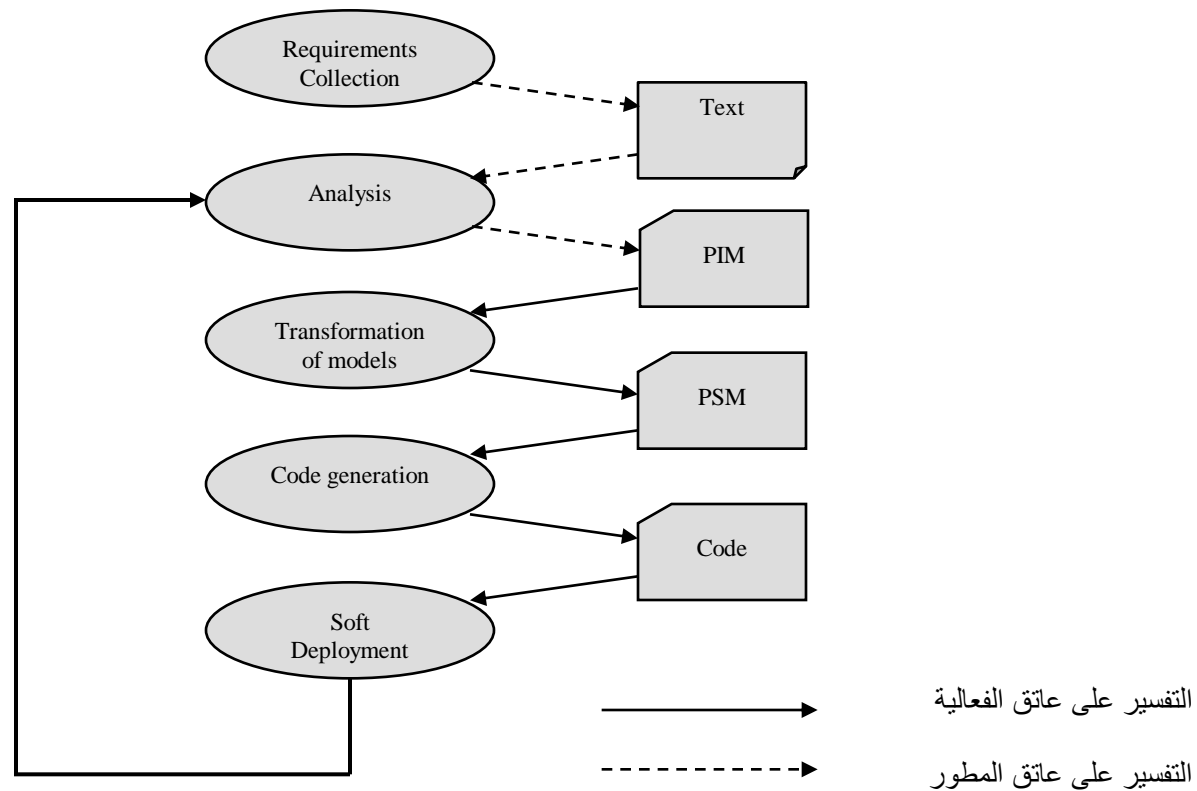 Requirements
Collection
Text
Analysis
PIM
Transformation
of models
PSM
Code generation
Code
Soft
Deployment
التفسير على عاتق الفعالية
التفسير على عاتق المطور